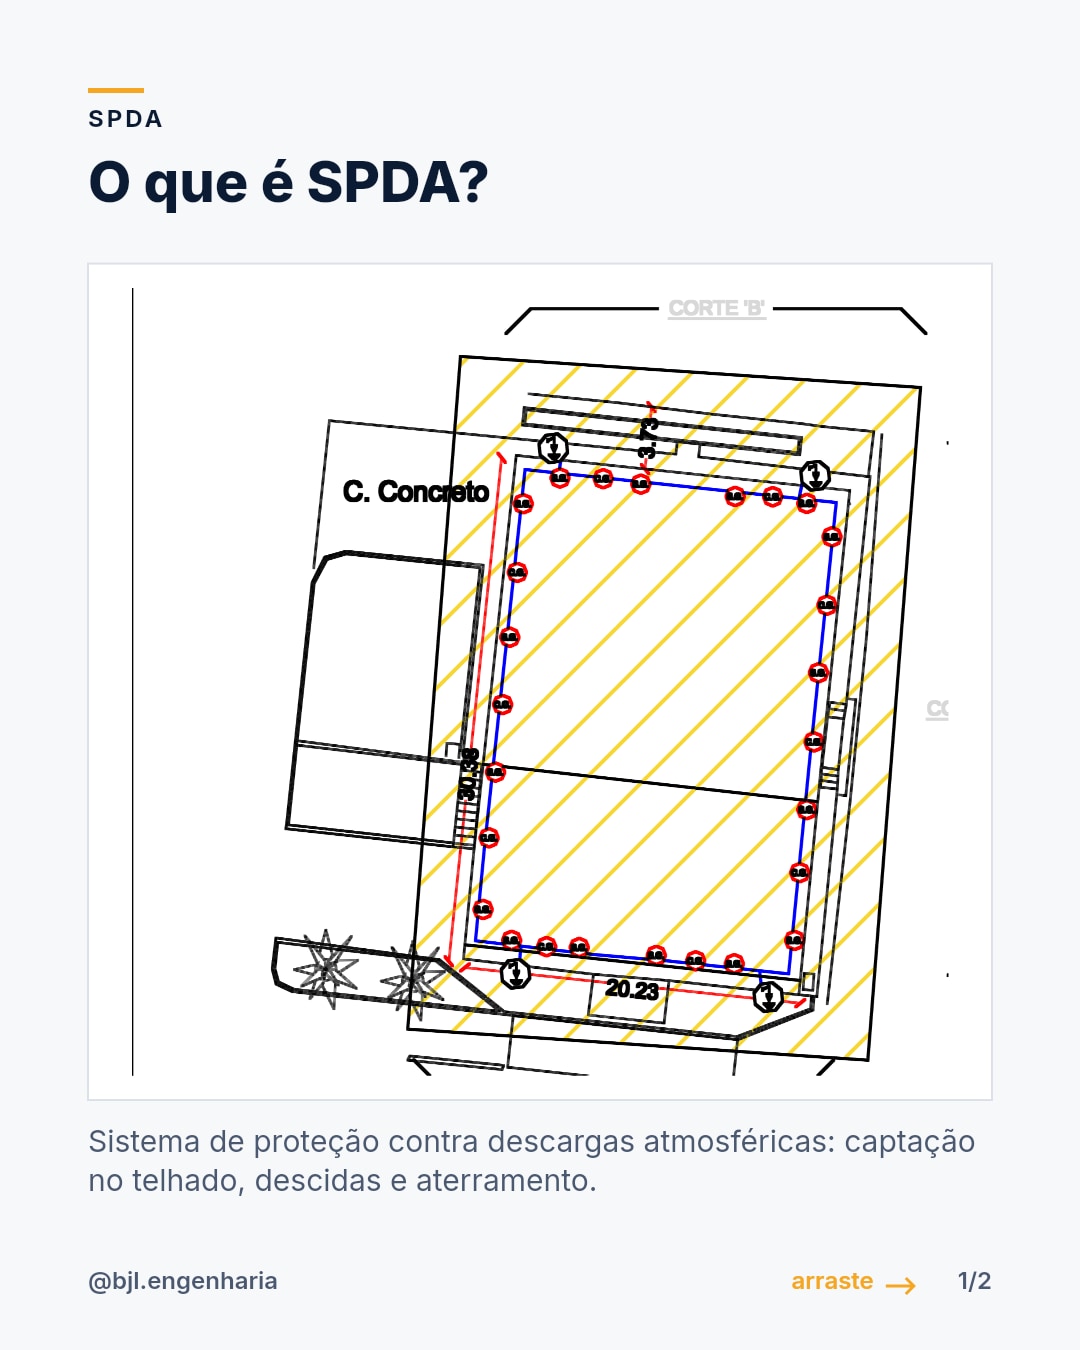 SPDA
O que é SPDA?
CORTE 'B'
3.73
C. Concreto
30.38
20.23
Sistema de proteção contra descargas atmosféricas: captação
no telhado, descidas e aterramento.
@bjl.engenharia
arraste → 1/2